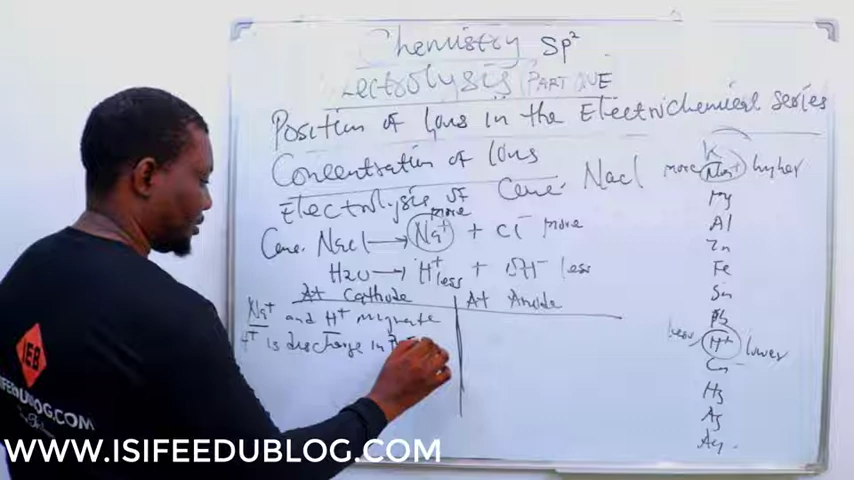 Chemistry SP²
Electrolysis (PART ONE
Position of Ions in the Electrochemical series
Concentration of Ions
Electrolysis of Conc. NaCl
more
Conc. NaCl → Na⁺ + Cl⁻ more
H2O → H⁺ less + OH⁻ less
At Cathode
Na⁺ and H⁺ migrate
H⁺ is discharge in
At Anode
K
more Na⁺ higher
Mg
Al
Zn
Fe
Sn
Pb
less H⁺ lower
Cu
Hg
Ag
Au
IEB
WWW.ISIFEEDUBLOG.COM